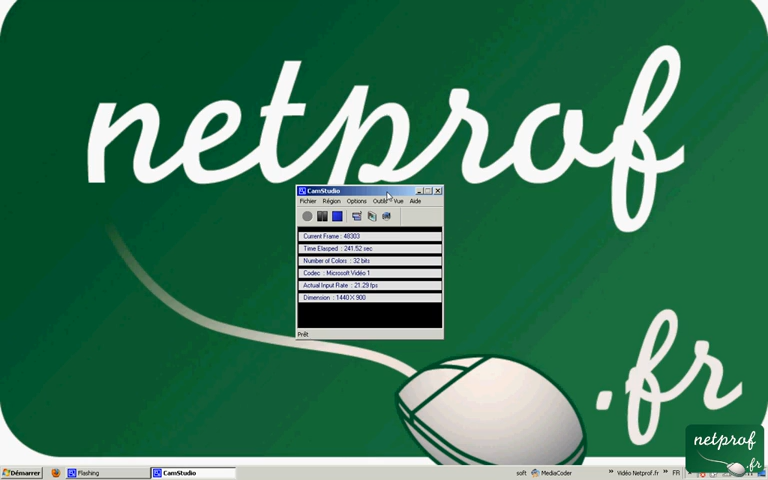 netprof
.fr
CamStudio
Fichier Région Options Outils Vue Aide
Current Frame : 48303
Time Elasped : 241.52 sec
Number of Colors : 32 bits
Codec : Microsoft Vidéo 1
Actual Input Rate : 21.29 fps
Dimension : 1440 X 900
Prêt
netprof
.fr
Démarrer Flashing CamStudio soft MediaCoder » Vidéo Netprof.fr » FR